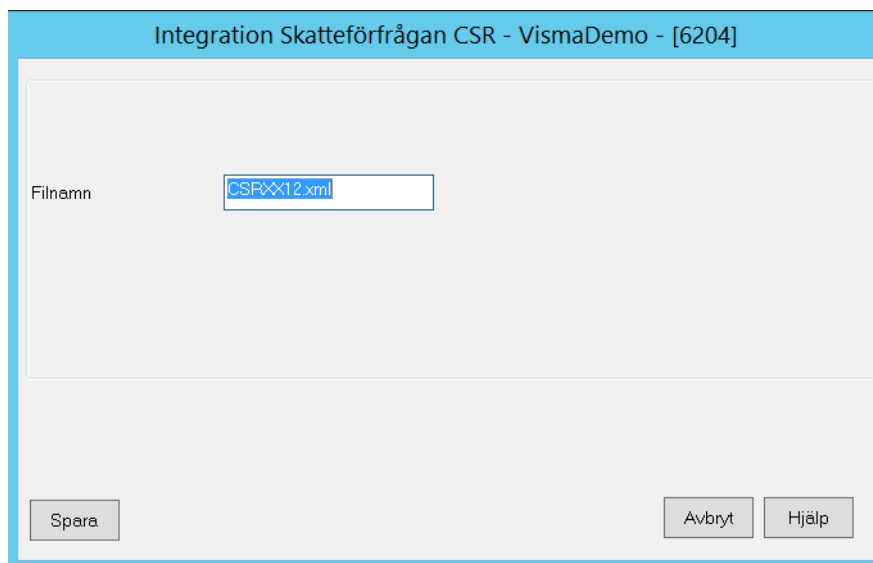 Integration Skatteförfrågan CSR - VismaDemo - [6204]
Filnamn CSRXX12.xml
Spara Avbryt Hjälp